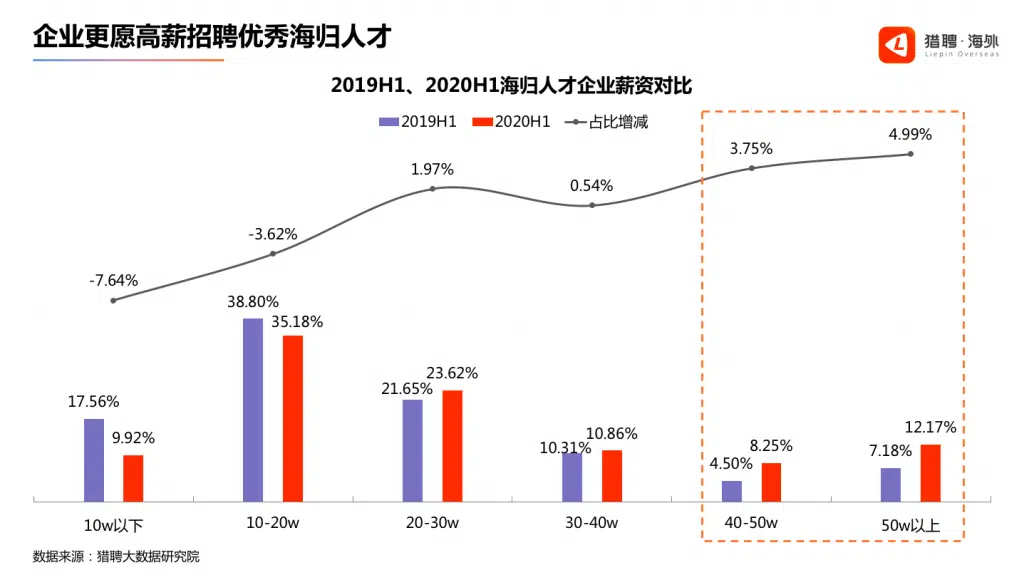 企业更愿高薪招聘优秀海归人才
猎聘·海外
Liepin Overseas
2019H1、2020H1海归人才企业薪资对比
2019H1 2020H1 占比增减
-7.64% -3.62% 1.97% 0.54% 3.75% 4.99%
17.56% 9.92% 38.80% 35.18% 21.65% 23.62% 10.31% 10.86% 4.50% 8.25% 7.18% 12.17%
10w以下 10-20w 20-30w 30-40w 40-50w 50w以上
数据来源：猎聘大数据研究院